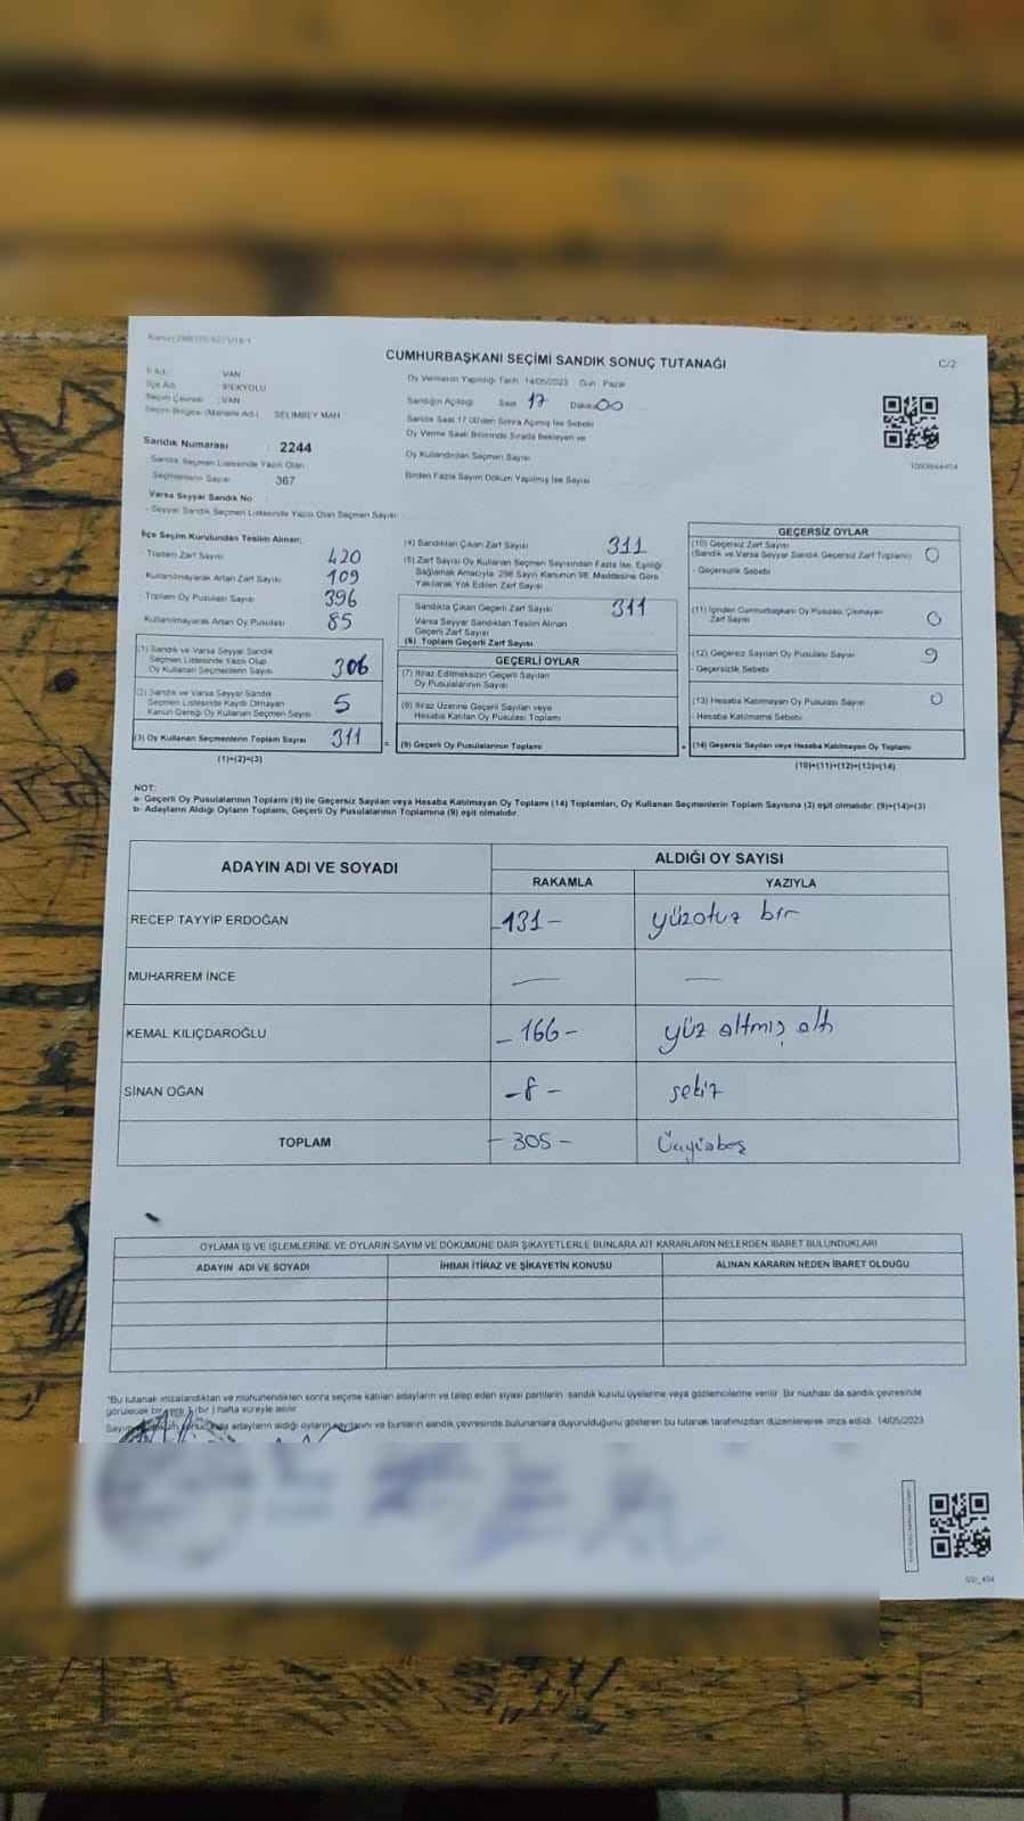 CUMHURBAŞKANI SEÇİMİ SANDIK SONUÇ TUTANAĞI
C/2
İl Adı : VAN
İlçe Adı : İPEKYOLU
Seçim Çevresi : VAN
Seçim Bölgesi (Mahalle Adı) : SELİMBEY MAH.
Sandık Numarası : 2244
Sandık Seçmen Listesinde Yazılı Olan
Seçmenlerin Sayısı : 367
Varsa Seyyar Sandık No :
- Seyyar Sandık Seçmen Listesinde Yazılı Olan Seçmen Sayısı:
Oy Vermenin Yapıldığı Tarih: 14/05/2023 Gün: Pazar
Sandığın Açıldığı Saat 17 Dakika 00
Sandık Saat 17.00'den Sonra Açılmış İse Sebebi
Oy Verme Saati Bitiminde Sırada Bekleyen ve
Oy Kullandırılan Seçmen Sayısı
Birden Fazla Sayım Döküm Yapılmış İse Sayısı
İlçe Seçim Kurulundan Teslim Alınan;
- Toplam Zarf Sayısı 420
- Kullanılmayarak Artan Zarf Sayısı 109
- Toplam Oy Pusulası Sayısı 396
- Kullanılmayarak Artan Oy Pusulası 85
(1) Sandık ve Varsa Seyyar Sandık
Seçmen Listesinde Yazılı Olup
Oy Kullanan Seçmenlerin Sayısı 306
(2) Sandık ve Varsa Seyyar Sandık
Seçmen Listesinde Kaydı Olmayan
Kanun Gereği Oy Kullanan Seçmen Sayısı 5
(3) Oy Kullanan Seçmenlerin Toplam Sayısı 311
(1)+(2)=(3)
(4) Sandıktan Çıkan Zarf Sayısı 311
(5) Zarf Sayısı Oy Kullanan Seçmen Sayısından Fazla İse, Eşitliği
Sağlamak Amacıyla, 298 Sayılı Kanunun 98. Maddesine Göre
Yakılarak Yok Edilen Zarf Sayısı
Sandıkta Çıkan Geçerli Zarf Sayısı 311
Varsa Seyyar Sandıktan Teslim Alınan
Geçerli Zarf Sayısı
(6) Toplam Geçerli Zarf Sayısı
GEÇERLİ OYLAR
(7) İtiraz Edilmeksizin Geçerli Sayılan
Oy Pusulalarının Sayısı
(8) İtiraz Üzerine Geçerli Sayılan veya
Hesaba Katılan Oy Pusulası Toplamı
= (9) Geçerli Oy Pusulalarının Toplamı
GEÇERSİZ OYLAR
(10) Geçersiz Zarf Sayısı
(Sandık ve Varsa Seyyar Sandık Geçersiz Zarf Toplamı) 0
- Geçersizlik Sebebi
(11) İçinden Cumhurbaşkanı Oy Pusulası Çıkmayan
Zarf Sayısı 0
(12) Geçersiz Sayılan Oy Pusulası Sayısı 9
- Geçersizlik Sebebi
(13) Hesaba Katılmayan Oy Pusulası Sayısı 0
- Hesaba Katılmama Sebebi
+ (14) Geçersiz Sayılan veya Hesaba Katılmayan Oy Toplamı
(10)+(11)+(12)+(13)=(14)
NOT:
a- Geçerli Oy Pusulalarının Toplamı (9) ile Geçersiz Sayılan veya Hesaba Katılmayan Oy Toplamı (14) Toplamları, Oy Kullanan Seçmenlerin Toplam Sayısına (3) eşit olmalıdır. (9)+(14)=(3)
b- Adayların Aldığı Oyların Toplamı, Geçerli Oy Pusulalarının Toplamına (9) eşit olmalıdır.
ADAYIN ADI VE SOYADI
ALDIĞI OY SAYISI
RAKAMLA YAZIYLA
RECEP TAYYİP ERDOĞAN -131- yüzotuz bir
MUHARREM İNCE — —
KEMAL KILIÇDAROĞLU -166- yüz altmış altı
SİNAN OĞAN -8- sekiz
TOPLAM -305- Üçyüzbeş
OYLAMA İŞ VE İŞLEMLERİNE VE OYLARIN SAYIM VE DÖKÜMÜNE DAİR ŞİKAYETLERLE BUNLARA AİT KARARLARIN NELERDEN İBARET BULUNDUKLARI
ADAYIN ADI VE SOYADI İHBAR İTİRAZ VE ŞİKAYETİN KONUSU ALINAN KARARIN NEDEN İBARET OLDUĞU
*Bu tutanak imzalandıktan ve mühürlendikten sonra seçime katılan adayların ve talep eden siyasi partilerin sandık kurulu üyelerine veya gözlemcilerine verilir. Bir nüshası da sandık çevresinde
görülecek bir yere 1 (bir) hafta süreyle asılır.
adayların aldığı oyların sayılarını ve bunların sandık çevresinde bulunanlara duyurulduğunu gösteren bu tutanak tarafımızdan düzenlenerek imza edildi. 14/05/2023